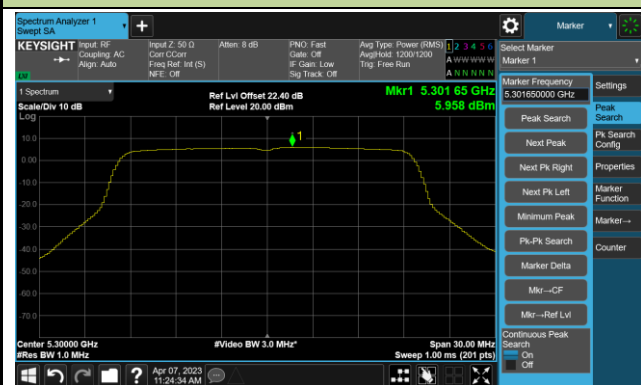 Spectrum Analyzer 1
Swept SA
Marker
KEYSIGHT
Input: RF
Coupling: AC
Align: Auto
Input Z: 50 Ω
Corr CCorr
Freq Ref: Int (S)
NFE: Off
Atten: 8 dB
PNO: Fast
Gate: Off
IF Gain: Low
Sig Track: Off
Avg Type: Power (RMS)
Avg|Hold: 1200/1200
Trig: Free Run
1 2 3 4 5 6
A W W W W W
A N N N N N
LVI
Select Marker
Marker 1
1 Spectrum
Scale/Div 10 dB
Log
Ref Lvl Offset 22.40 dB
Ref Level 20.00 dBm
Mkr1 5.301 65 GHz
5.958 dBm
1
10.0
0.00
-10.0
-20.0
-30.0
-40.0
-50.0
-60.0
-70.0
Center 5.30000 GHz
#Res BW 1.0 MHz
#Video BW 3.0 MHz*
Span 30.00 MHz
Sweep 1.00 ms (201 pts)
Marker Frequency
5.301650000 GHz
Peak Search
Next Peak
Next Pk Right
Next Pk Left
Minimum Peak
Pk-Pk Search
Marker Delta
Mkr→CF
Mkr→Ref Lvl
Continuous Peak
Search
On
Off
Settings
Peak
Search
Pk Search
Config
Properties
Marker
Function
Marker→
Counter
?
Apr 07, 2023
11:24:34 AM